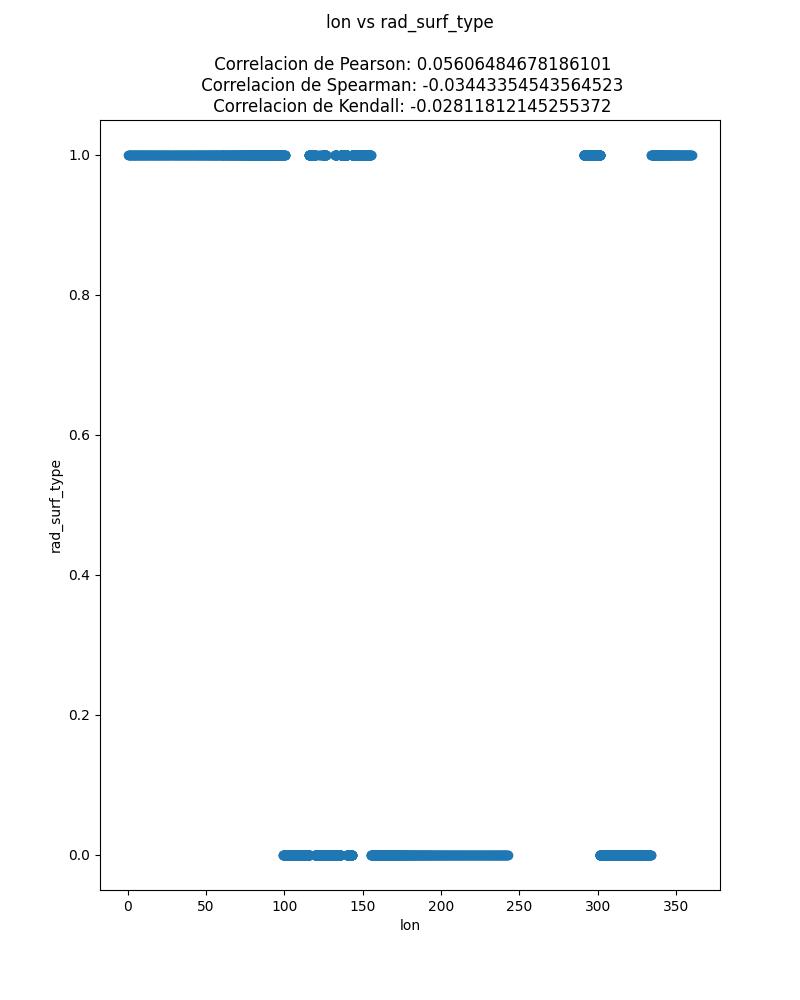 lon vs rad_surf_type
Correlacion de Pearson: 0.05606484678186101
Correlacion de Spearman: -0.03443354543564523
Correlacion de Kendall: -0.02811812145255372
1.0
0.8
0.6
0.4
0.2
0.0
rad_surf_type
0 50 100 150 200 250 300 350
lon